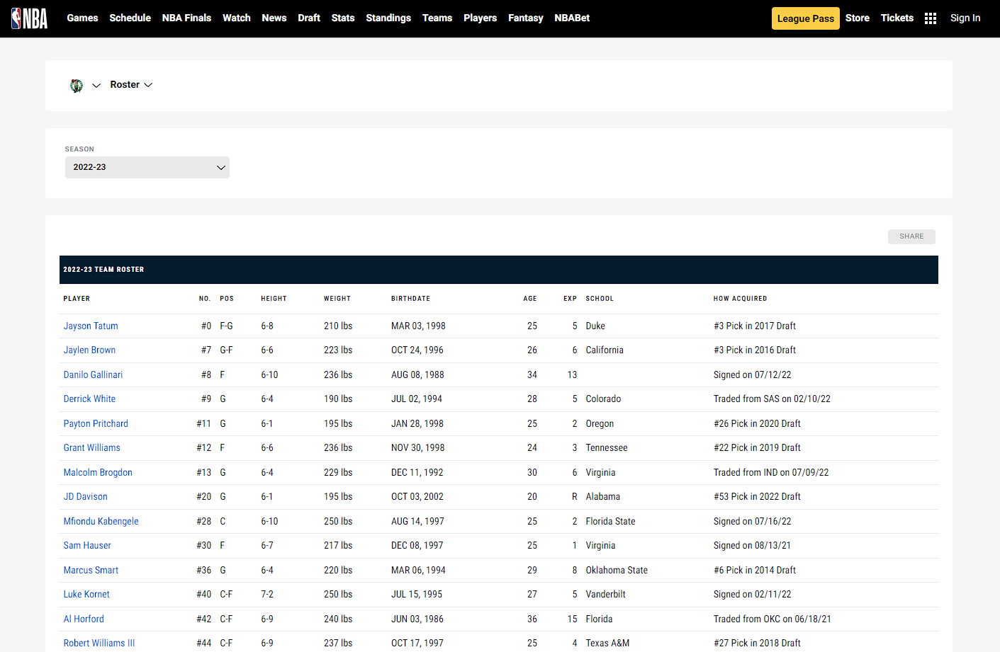 NBA Games Schedule NBA Finals Watch News Draft Stats Standings Teams Players Fantasy NBABet League Pass Store Tickets Sign In
Roster
SEASON
2022-23
SHARE
2022-23 TEAM ROSTER
PLAYER NO. POS HEIGHT WEIGHT BIRTHDATE AGE EXP SCHOOL HOW ACQUIRED
Jayson Tatum #0 F-G 6-8 210 lbs MAR 03, 1998 25 5 Duke #3 Pick in 2017 Draft
Jaylen Brown #7 G-F 6-6 223 lbs OCT 24, 1996 26 6 California #3 Pick in 2016 Draft
Danilo Gallinari #8 F 6-10 236 lbs AUG 08, 1988 34 13 Signed on 07/12/22
Derrick White #9 G 6-4 190 lbs JUL 02, 1994 28 5 Colorado Traded from SAS on 02/10/22
Payton Pritchard #11 G 6-1 195 lbs JAN 28, 1998 25 2 Oregon #26 Pick in 2020 Draft
Grant Williams #12 F 6-6 236 lbs NOV 30, 1998 24 3 Tennessee #22 Pick in 2019 Draft
Malcolm Brogdon #13 G 6-4 229 lbs DEC 11, 1992 30 6 Virginia Traded from IND on 07/09/22
JD Davison #20 G 6-1 195 lbs OCT 03, 2002 20 R Alabama #53 Pick in 2022 Draft
Mfiondu Kabengele #28 C 6-10 250 lbs AUG 14, 1997 25 2 Florida State Signed on 07/16/22
Sam Hauser #30 F 6-7 217 lbs DEC 08, 1997 25 1 Virginia Signed on 08/13/21
Marcus Smart #36 G 6-4 220 lbs MAR 06, 1994 29 8 Oklahoma State #6 Pick in 2014 Draft
Luke Kornet #40 C-F 7-2 250 lbs JUL 15, 1995 27 5 Vanderbilt Signed on 02/11/22
Al Horford #42 C-F 6-9 240 lbs JUN 03, 1986 36 15 Florida Traded from OKC on 06/18/21
Robert Williams III #44 C-F 6-9 237 lbs OCT 17, 1997 25 4 Texas A&M #27 Pick in 2018 Draft